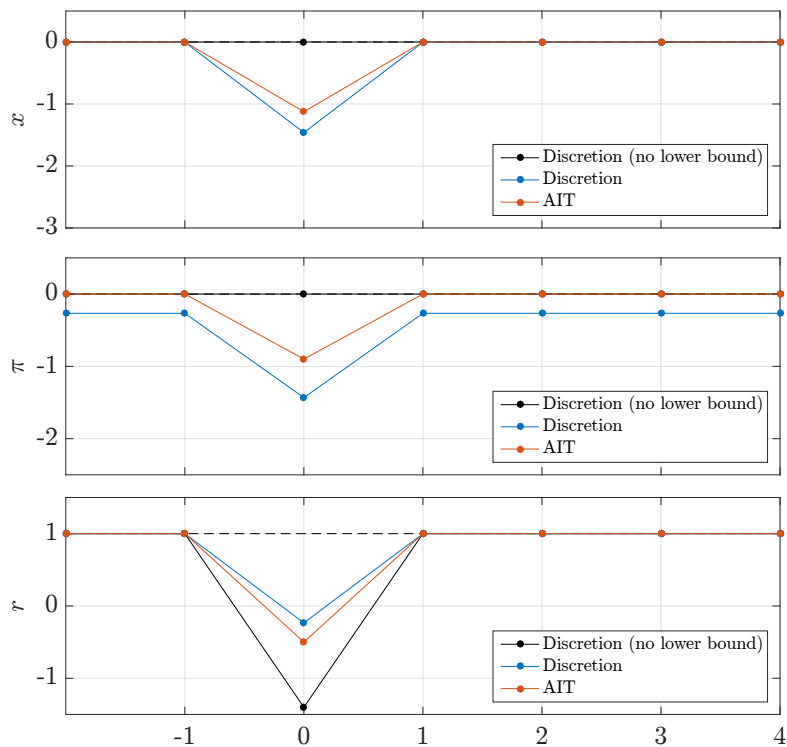 0
-1
-2
-3
x
Discretion (no lower bound)
Discretion
AIT
0
-1
-2
π
Discretion (no lower bound)
Discretion
AIT
1
0
-1
r
Discretion (no lower bound)
Discretion
AIT
-1 0 1 2 3 4